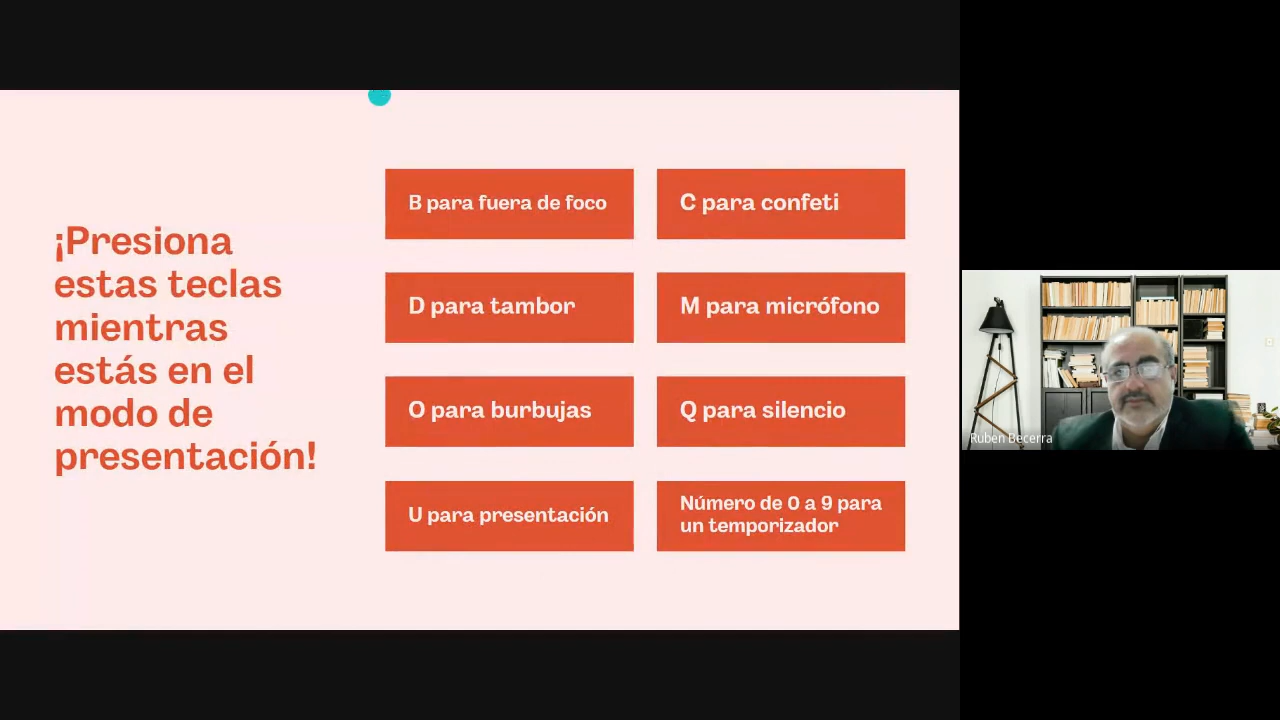 ¡Presiona
estas teclas
mientras
estás en el
modo de
presentación!
B para fuera de foco
C para confeti
D para tambor
M para micrófono
O para burbujas
Q para silencio
U para presentación
Número de 0 a 9 para
un temporizador
Ruben Becerra